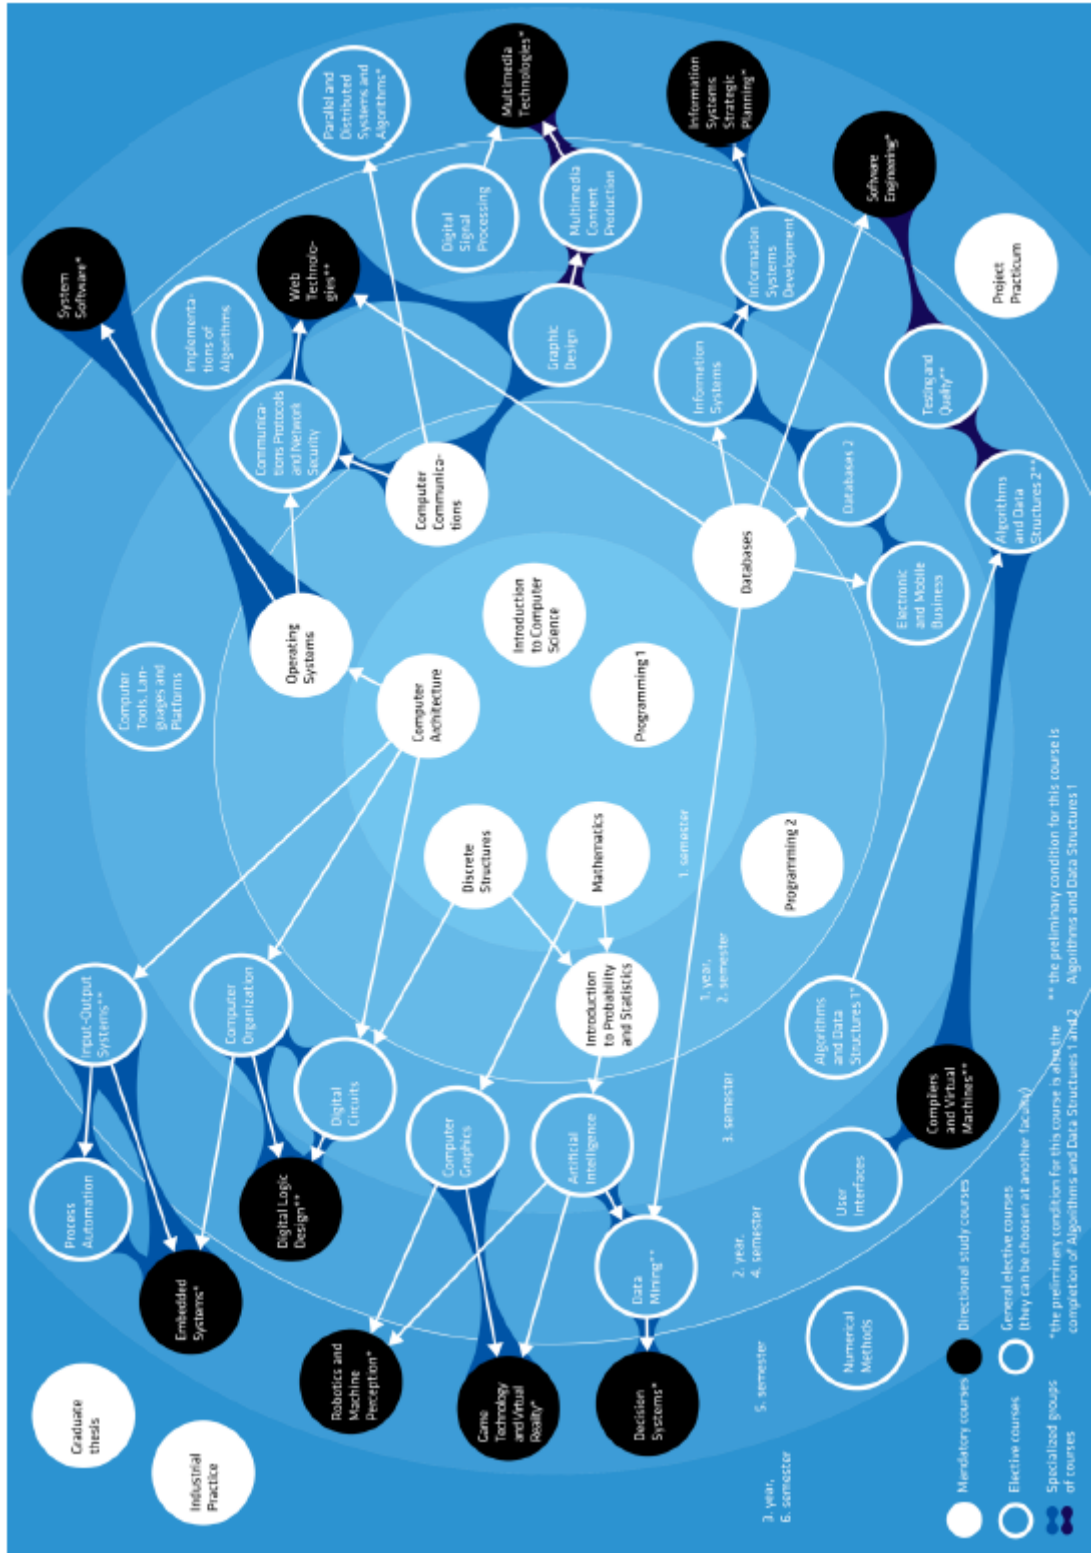 System
Software*
Graduate
thesis
Process
Automation
Input-Output
Systems**
Computer
Tools, Lan-
guages and
Platforms
Implementa-
tions of
Algorithms
Industrial
Practice
Embedded
Systems*
Computer
Organization
Operating
Systems
Communica-
tions Protocols
and Network
Security
Web
Technolo-
gies**
Parallel and
Distributed
Systems and
Algorithms*
Digital Logic
Design**
Digital
Circuits
Robotics and
Machine
Perception*
Computer
Graphics
Computer
Architecture
Computer
Communica-
tions
Digital
Signal
Processing
Multimedia
Technologies*
Game
Technology
and Virtual
Reality*
Discrete
Structures
Introduction
to Computer
Science
Graphic
Design
Multimedia
Content
Production
Decision
Systems*
Data
Mining**
Artificial
Intelligence
Introduction
to Probability
and Statistics
Mathematics
Programming 1
Information
Systems
Information
Systems
Development
Information
Systems
Strategic
Planning*
Databases
3. year,
6. semester
5. semester
2. year,
4. semester
3. semester
1. year,
2. semester
1. semester
Programming 2
Databases 2
Software
Engineering*
Numerical
Methods
User
Interfaces
Algorithms
and Data
Structures 1*
Electronic
and Mobile
Business
Testing and
Quality**
Compilers
and Virtual
Machines**
Algorithms
and Data
Structures 2**
Project
Practicum
Mandatory courses
Directional study courses
Elective courses
General elective courses
(they can be chosen at another faculty)
Specialized groups
of courses
*the preliminary condition for this course is also the
completion of Algorithms and Data Structures 1 and 2
** the preliminary condition for this course is
Algorithms and Data Structures 1